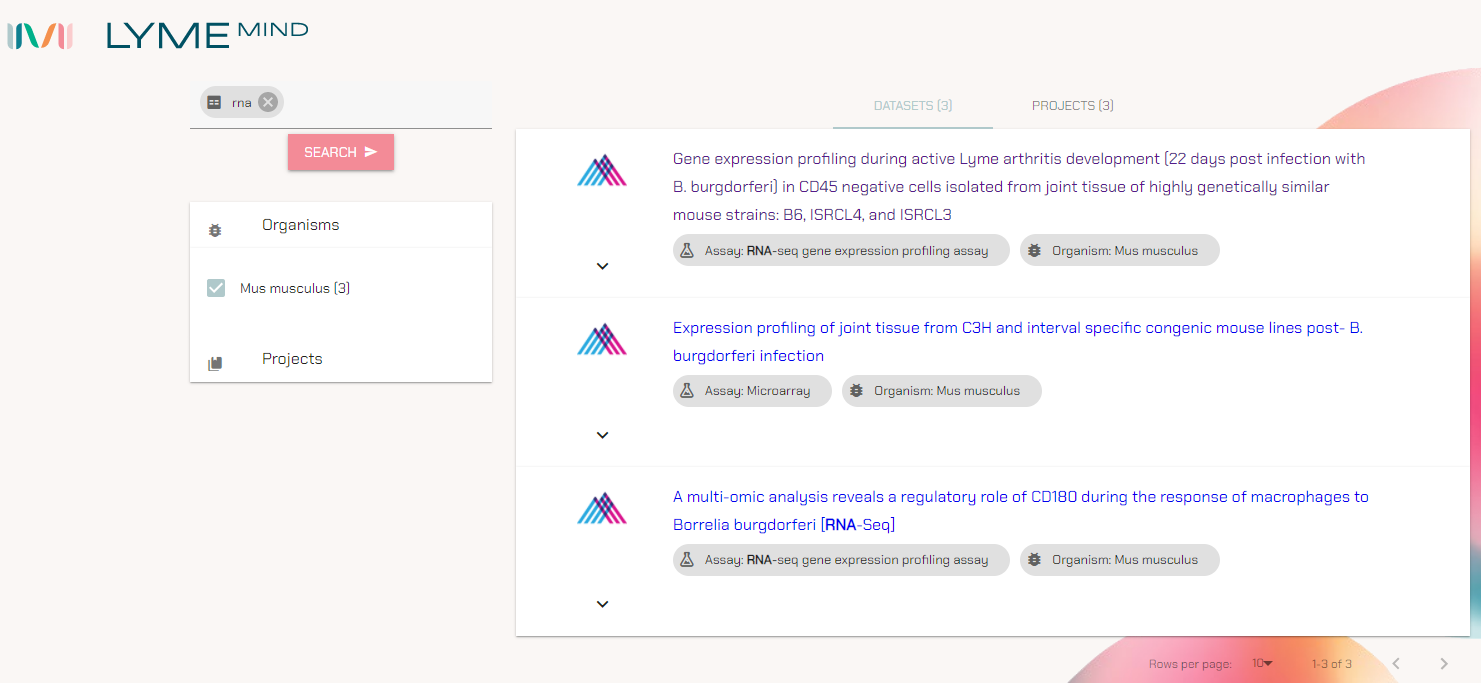 LYME MIND
rna
SEARCH
Organisms
Mus musculus (3)
Projects
DATASETS (3) PROJECTS (3)
Gene expression profiling during active Lyme arthritis development (22 days post infection with
B. burgdorferi) in CD45 negative cells isolated from joint tissue of highly genetically similar
mouse strains: B6, ISRCL4, and ISRCL3
Assay: RNA-seq gene expression profiling assay Organism: Mus musculus
Expression profiling of joint tissue from C3H and interval specific congenic mouse lines post- B.
burgdorferi infection
Assay: Microarray Organism: Mus musculus
A multi-omic analysis reveals a regulatory role of CD180 during the response of macrophages to
Borrelia burgdorferi [RNA-Seq]
Assay: RNA-seq gene expression profiling assay Organism: Mus musculus
Rows per page: 10 1-3 of 3